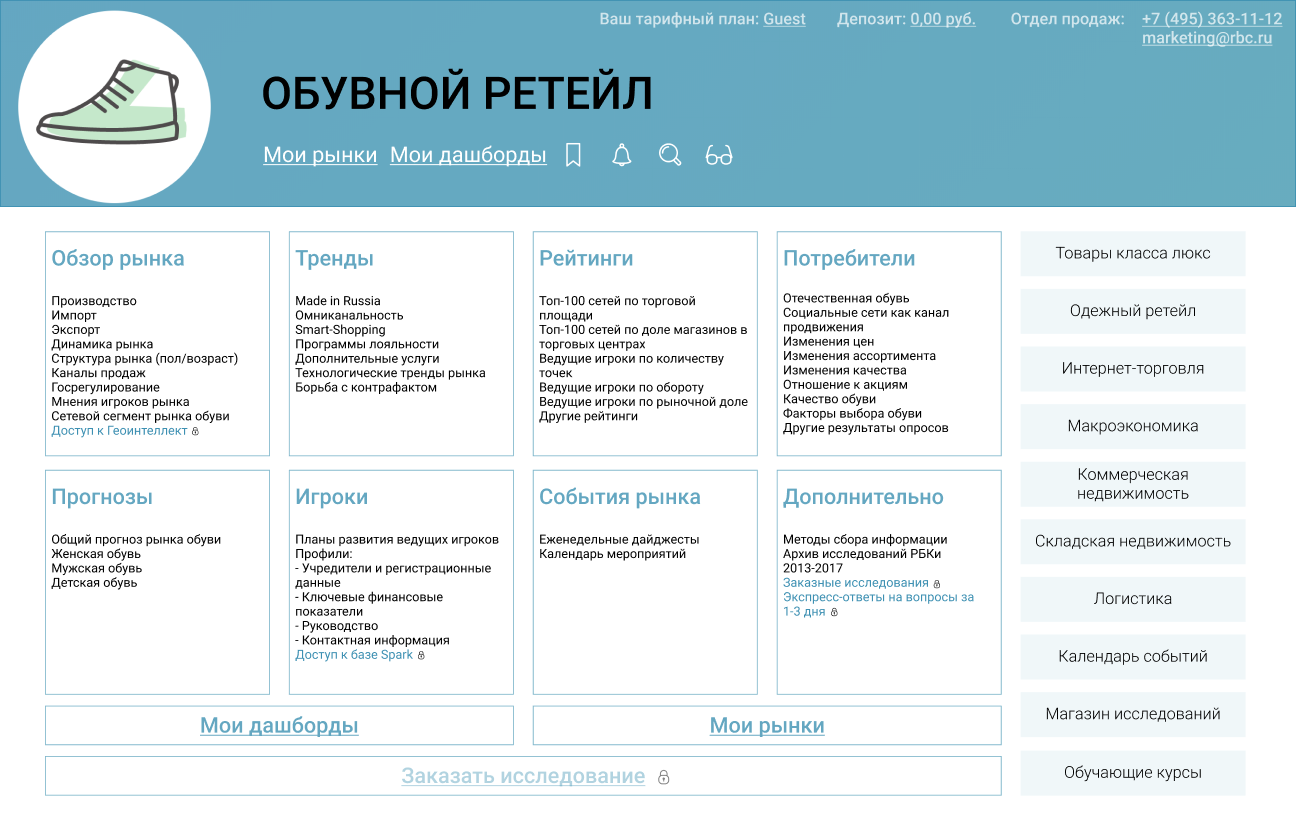 Ваш тарифный план: Guest Депозит: 0,00 руб. Отдел продаж: +7 (495) 363-11-12
marketing@rbc.ru
ОБУВНОЙ РЕТЕЙЛ
Мои рынки Мои дашборды
Обзор рынка
Производство
Импорт
Экспорт
Динамика рынка
Структура рынка (пол/возраст)
Каналы продаж
Госрегулирование
Мнения игроков рынка
Сетевой сегмент рынка обуви
Доступ к Геоинтеллект
Тренды
Made in Russia
Омниканальность
Smart-Shopping
Программы лояльности
Дополнительные услуги
Технологические тренды рынка
Борьба с контрафактом
Рейтинги
Топ-100 сетей по торговой
площади
Топ-100 сетей по доле магазинов в
торговых центрах
Ведущие игроки по количеству
точек
Ведущие игроки по обороту
Ведущие игроки по рыночной доле
Другие рейтинги
Потребители
Отечественная обувь
Социальные сети как канал
продвижения
Изменения цен
Изменения ассортимента
Изменения качества
Отношение к акциям
Качество обуви
Факторы выбора обуви
Другие результаты опросов
Прогнозы
Общий прогноз рынка обуви
Женская обувь
Мужская обувь
Детская обувь
Игроки
Планы развития ведущих игроков
Профили:
- Учредители и регистрационные
данные
- Ключевые финансовые
показатели
- Руководство
- Контактная информация
Доступ к базе Spark
События рынка
Еженедельные дайджесты
Календарь мероприятий
Дополнительно
Методы сбора информации
Архив исследований РБКи
2013-2017
Заказные исследования
Экспресс-ответы на вопросы за
1-3 дня
Мои дашборды
Мои рынки
Заказать исследование
Товары класса люкс
Одежный ретейл
Интернет-торговля
Макроэкономика
Коммерческая
недвижимость
Складская недвижимость
Логистика
Календарь событий
Магазин исследований
Обучающие курсы